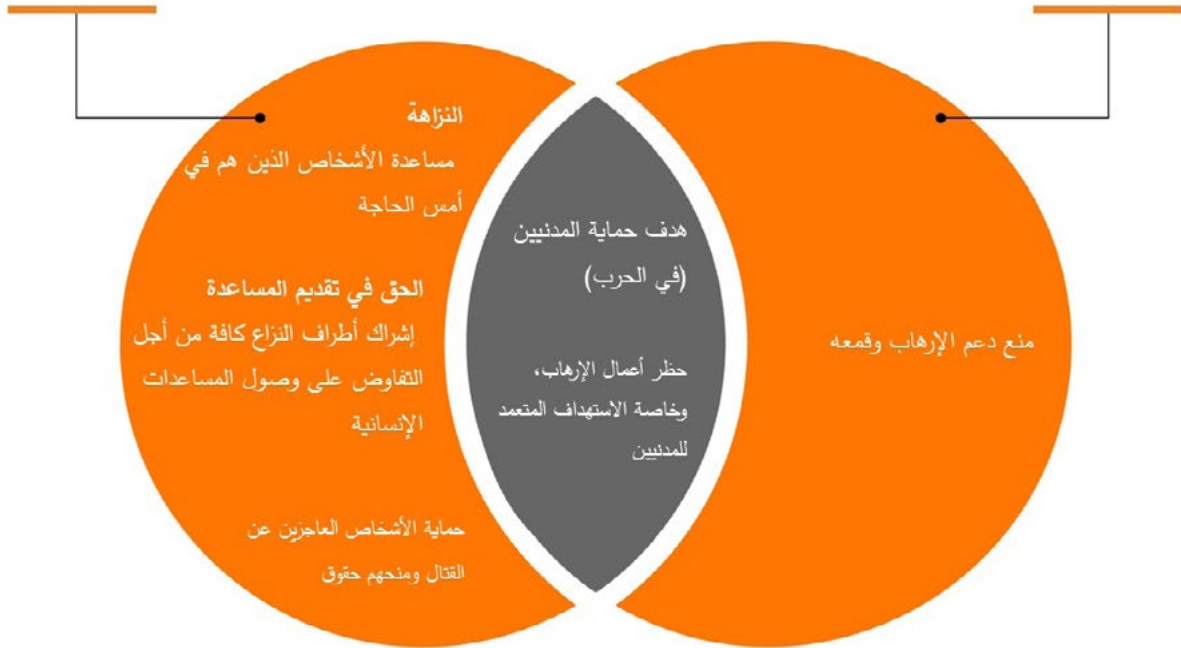 النزاهة
مساعدة الأشخاص الذين هم في
أمس الحاجة
الحق في تقديم المساعدة
إشراك أطراف النزاع كافة من أجل
التفاوض على وصول المساعدات
الإنسانية
حماية الأشخاص العاجزين عن
القتال ومنحهم حقوق
هدف حماية المدنيين
(في الحرب)
حظر أعمال الإرهاب،
وخاصة الاستهداف المتعمد
للمدنيين
منع دعم الإرهاب وقمعه